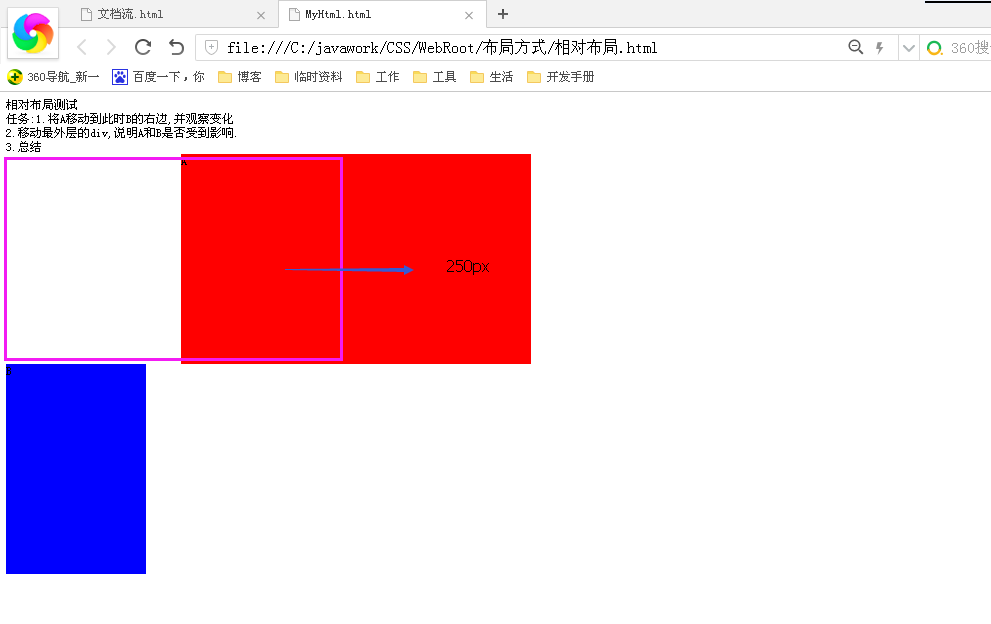 文档流.html
MyHtml.html
file:///C:/javawork/CSS/WebRoot/布局方式/相对布局.html
360搜
360导航_新一
百度一下，你
博客
临时资料
工作
工具
生活
开发手册
相对布局测试
任务:1.将A移动到此时B的右边,并观察变化
2.移动最外层的div,说明A和B是否受到影响.
3.总结
A
250px
B